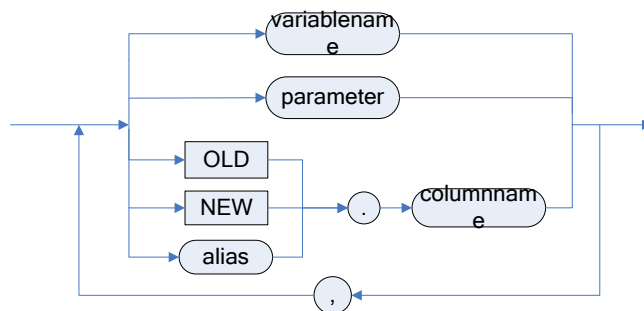 variablenam
e
parameter
OLD
NEW
.
columnnam
e
alias
,